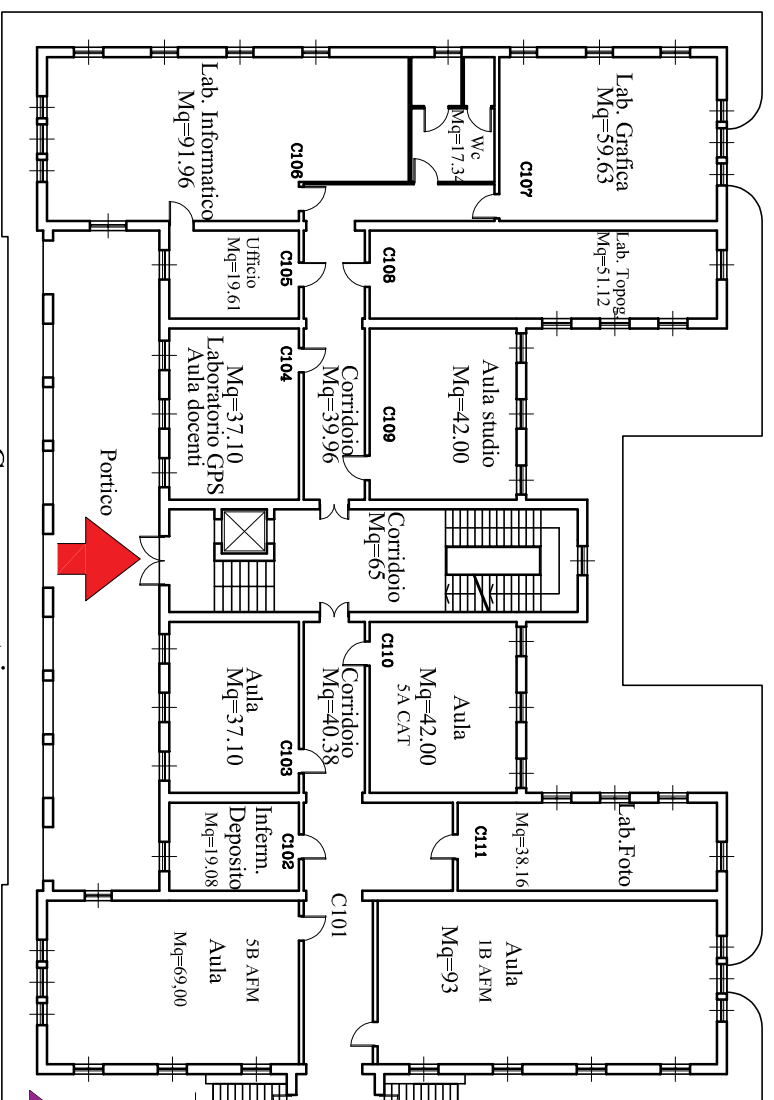 Lab. Grafica
Mq=59.63
C107
Wc
Mq=17.34
Lab. Informatico
Mq=91.96
C106
Lab. Topog.
Mq=51.12
C108
C105
Ufficio
Mq=19.61
Aula studio
Mq=42.00
C109
Corridoio
Mq=39.96
C104
Mq=37.10
Laboratorio GPS
Aula docenti
Corridoio
Mq=65
Portico
C110
Aula
5A CAT
Mq=42.00
Corridoio
Mq=40.38
Aula
Mq=37.10
C103
Lab.Foto
Mq=38.16
C111
C102
Inferm.
Deposito
Mq=19.08
C101
Aula
1B AFM
Mq=93
5B AFM
Aula
Mq=69,00